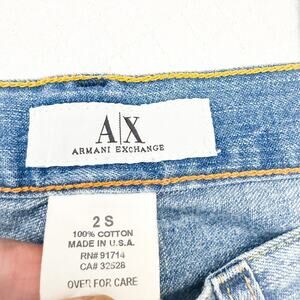 A|X
ARMANI EXCHANGE
2 S
100% COTTON
MADE IN U.S.A.
RN# 91714
CA# 32528
OVER FOR CARE